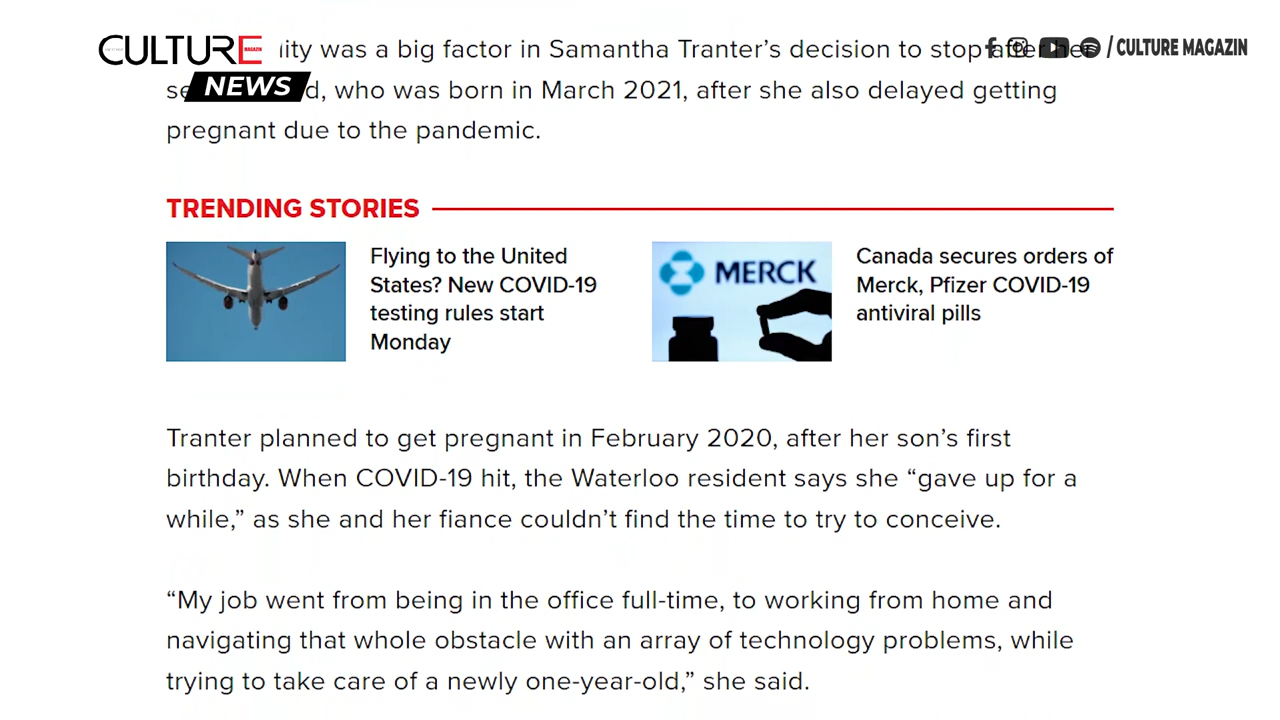 CULTURE
MAGAZIN
NEWS
/ CULTURE MAGAZIN
ity was a big factor in Samantha Tranter's decision to stop after her
se d, who was born in March 2021, after she also delayed getting
pregnant due to the pandemic.
TRENDING STORIES
Flying to the United
States? New COVID-19
testing rules start
Monday
MERCK
Canada secures orders of
Merck, Pfizer COVID-19
antiviral pills
Tranter planned to get pregnant in February 2020, after her son's first
birthday. When COVID-19 hit, the Waterloo resident says she “gave up for a
while,” as she and her fiance couldn't find the time to try to conceive.
“My job went from being in the office full-time, to working from home and
navigating that whole obstacle with an array of technology problems, while
trying to take care of a newly one-year-old,” she said.